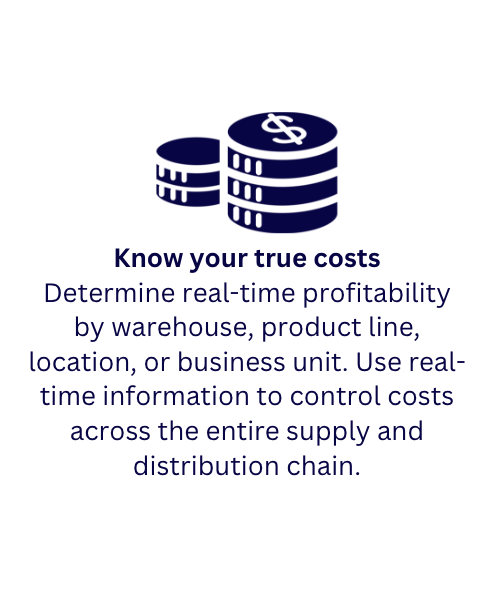 $
Know your true costs
Determine real-time profitability
by warehouse, product line,
location, or business unit. Use real-
time information to control costs
across the entire supply and
distribution chain.